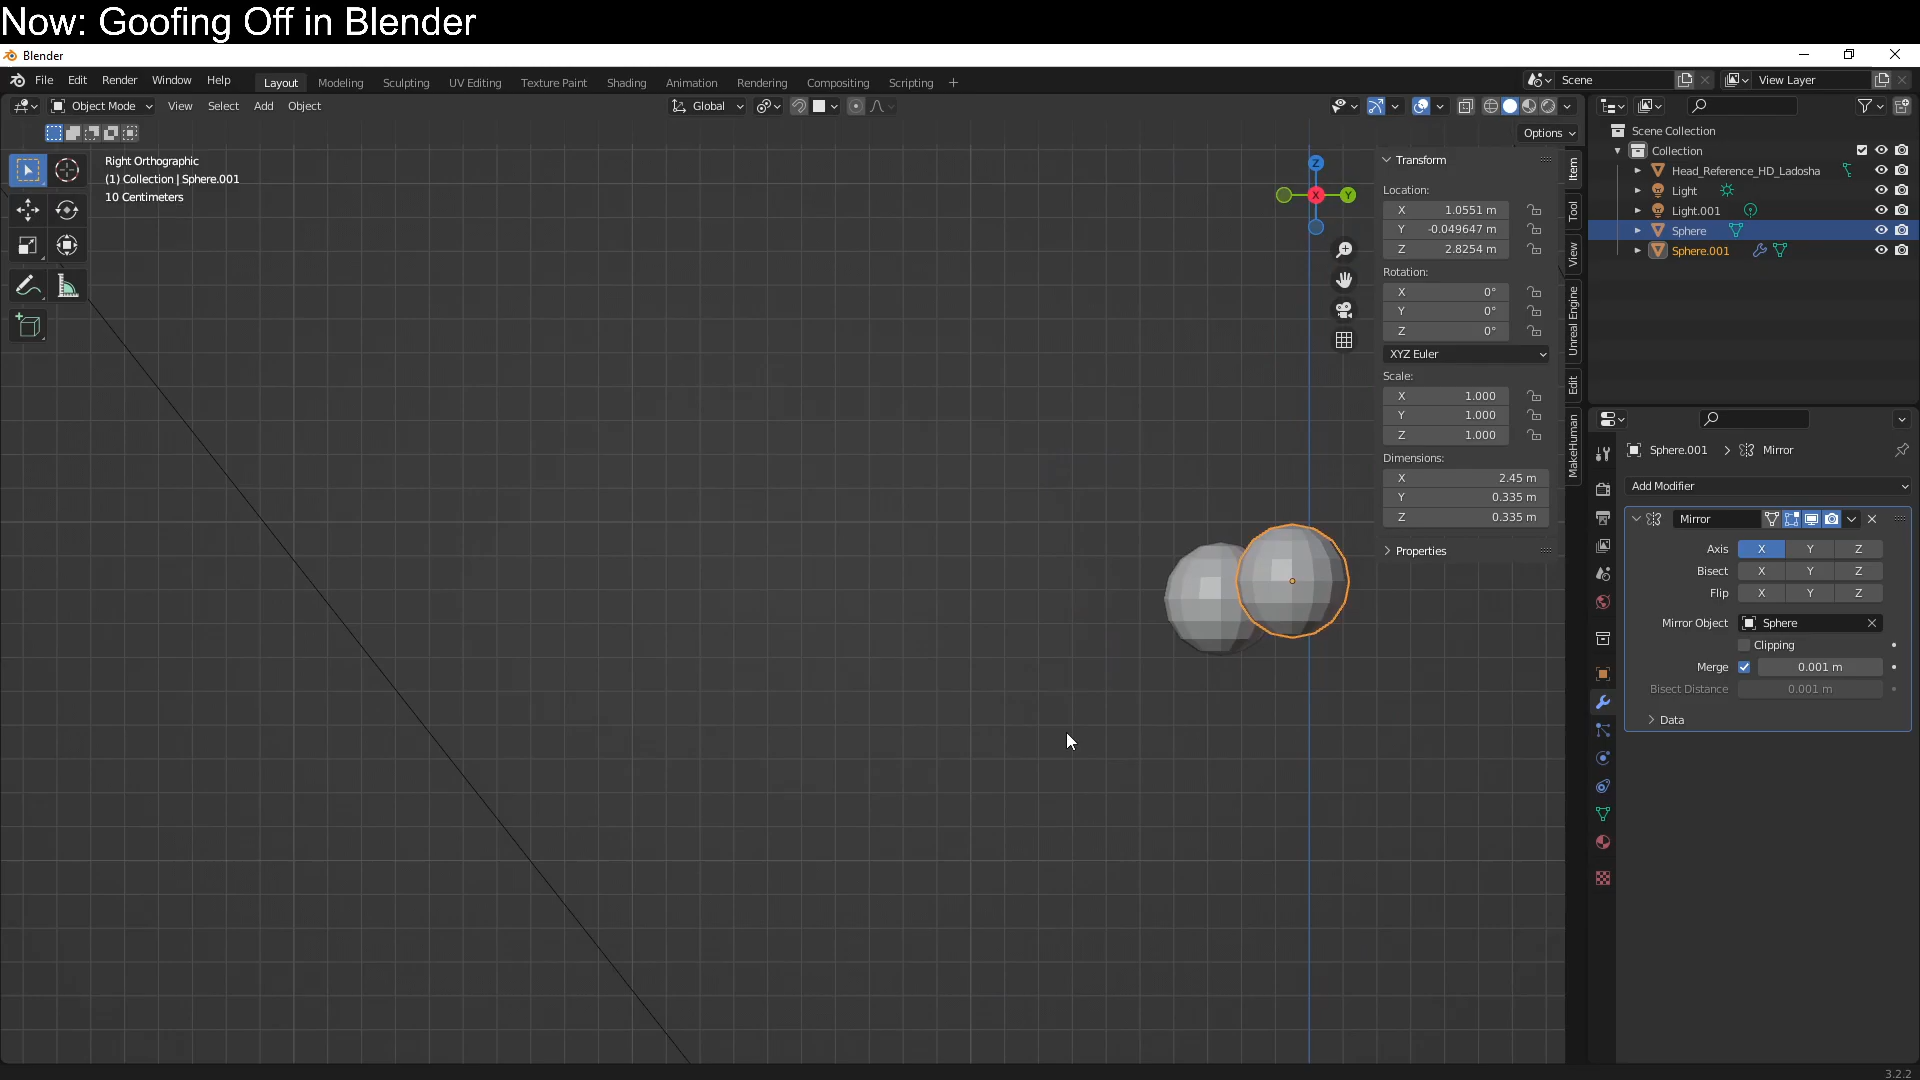 Now: Goofing Off in Blender
Blender
File Edit Render Window Help Layout Modeling Sculpting UV Editing Texture Paint Shading Animation Rendering Compositing Scripting + Scene View Layer
Object Mode View Select Add Object Global
Options
Right Orthographic
(1) Collection | Sphere.001
10 Centimeters
Z
X
Y
Transform
Location:
X 1.0551 m
Y -0.049647 m
Z 2.8254 m
Rotation:
X 0°
Y 0°
Z 0°
XYZ Euler
Scale:
X 1.000
Y 1.000
Z 1.000
Dimensions:
X 2.45 m
Y 0.335 m
Z 0.335 m
Properties
Item
Tool
View
Unreal Engine
Edit
MakeHuman
Scene Collection
Collection
Head_Reference_HD_Ladosha
Light
Light.001
Sphere
Sphere.001
Sphere.001 > Mirror
Add Modifier
Mirror
Axis X Y Z
Bisect X Y Z
Flip X Y Z
Mirror Object Sphere
Clipping
Merge 0.001 m
Bisect Distance 0.001 m
Data
3.2.2